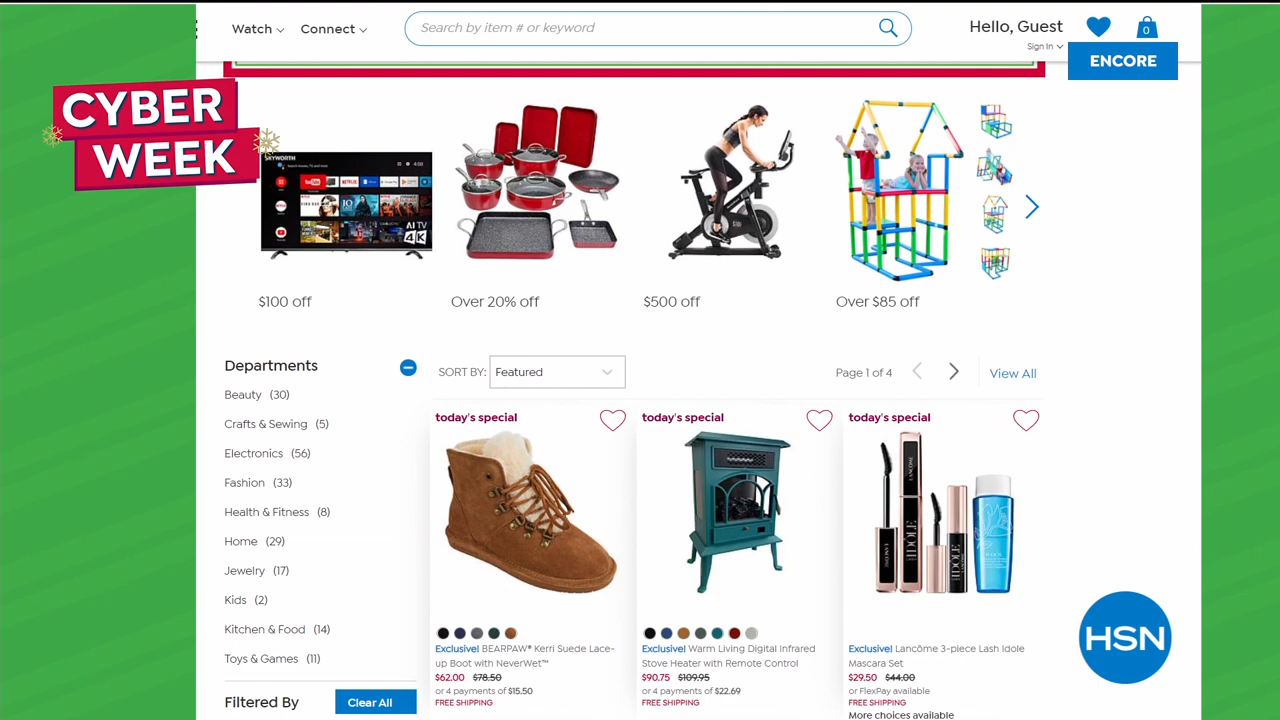 Watch
Connect
Search by item # or keyword
Hello, Guest
Sign In
0
ENCORE
CYBER
WEEK
SKYWORTH
AI TV
4K
$100 off
Over 20% off
$500 off
Over $85 off
Departments
SORT BY:
Featured
Page 1 of 4
View All
Beauty (30)
Crafts & Sewing (5)
Electronics (56)
Fashion (33)
Health & Fitness (8)
Home (29)
Jewelry (17)
Kids (2)
Kitchen & Food (14)
Toys & Games (11)
Filtered By
Clear All
today's special
Exclusive! BEARPAW® Kerri Suede Lace-
up Boot with NeverWet™
$62.00 $78.50
or 4 payments of $15.50
FREE SHIPPING
today's special
Exclusive! Warm Living Digital Infrared
Stove Heater with Remote Control
$90.75 $109.95
or 4 payments of $22.69
FREE SHIPPING
today's special
LANCÔME
IDÔLE
Exclusive! Lancôme 3-piece Lash Idole
Mascara Set
$29.50 $44.00
or FlexPay available
FREE SHIPPING
More choices available
HSN